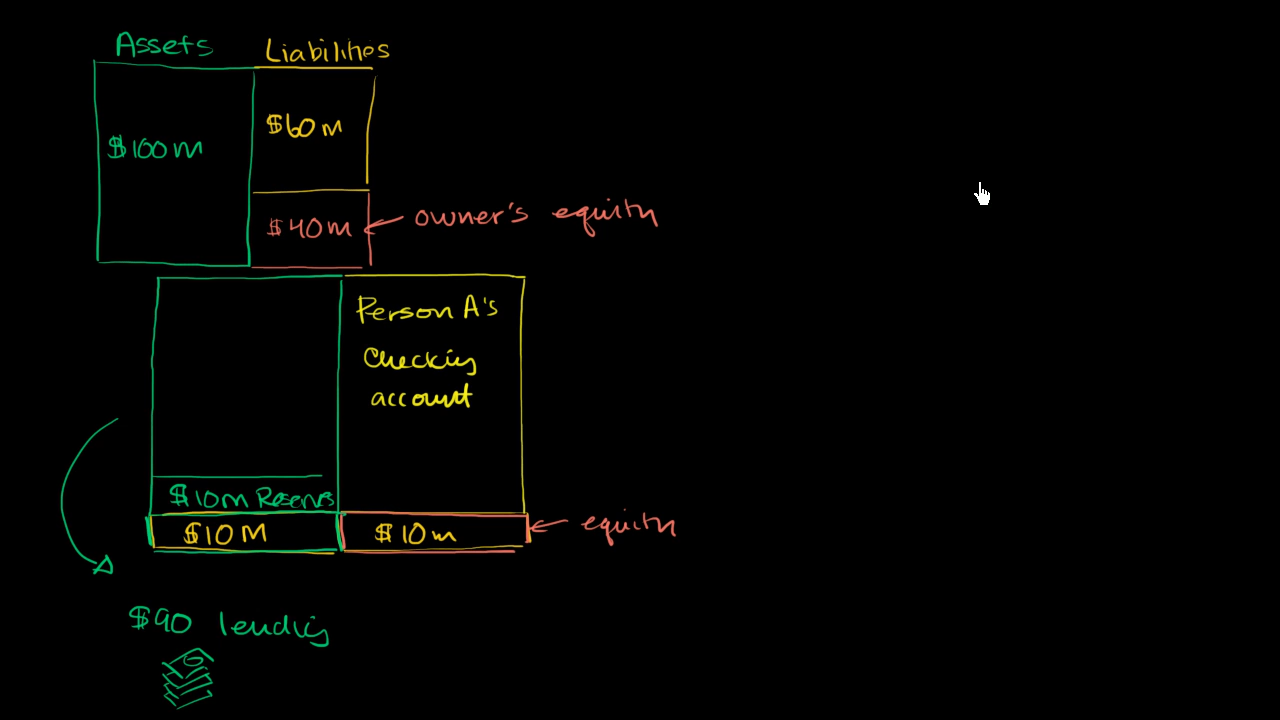 Assets Liabilities
$100M $60M
$40M ← owner's equity
Person A's
Checking
account
$10M Reserves
$10M $10m ← equity
$90 lending